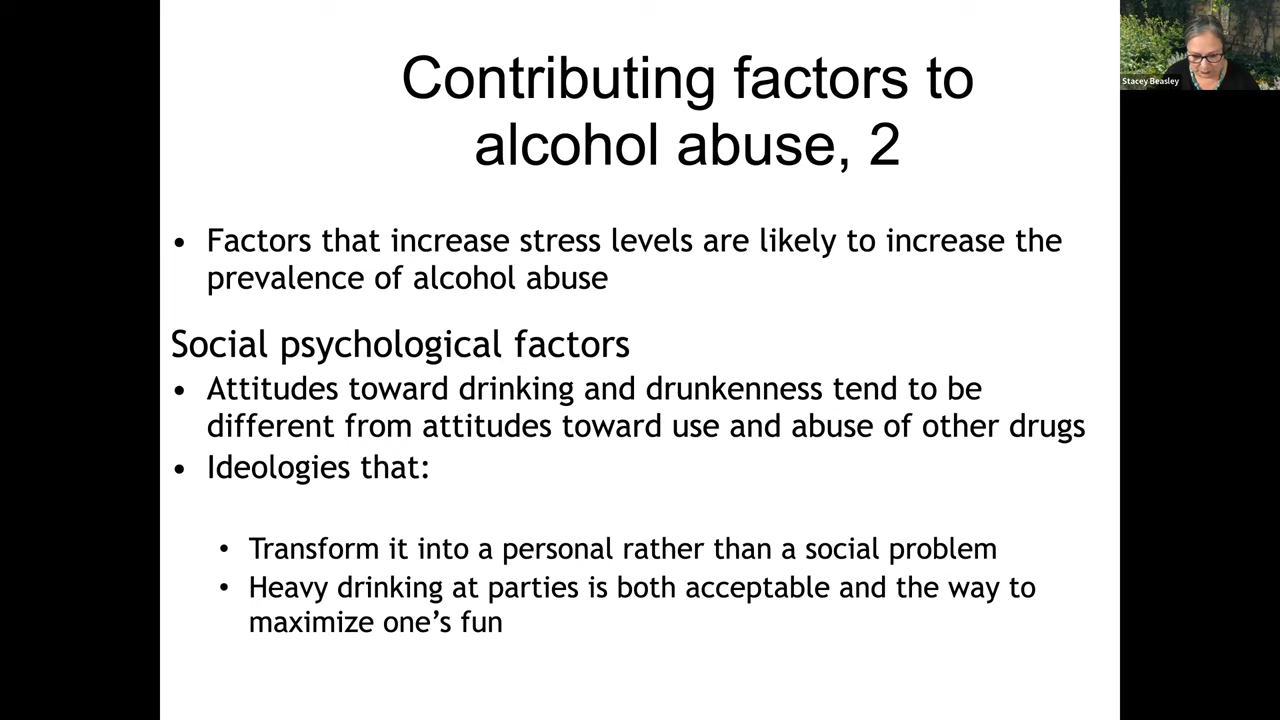 Contributing factors to
alcohol abuse, 2
Stacey Beasley
• Factors that increase stress levels are likely to increase the
prevalence of alcohol abuse
Social psychological factors
• Attitudes toward drinking and drunkenness tend to be
different from attitudes toward use and abuse of other drugs
• Ideologies that:
• Transform it into a personal rather than a social problem
• Heavy drinking at parties is both acceptable and the way to
maximize one’s fun